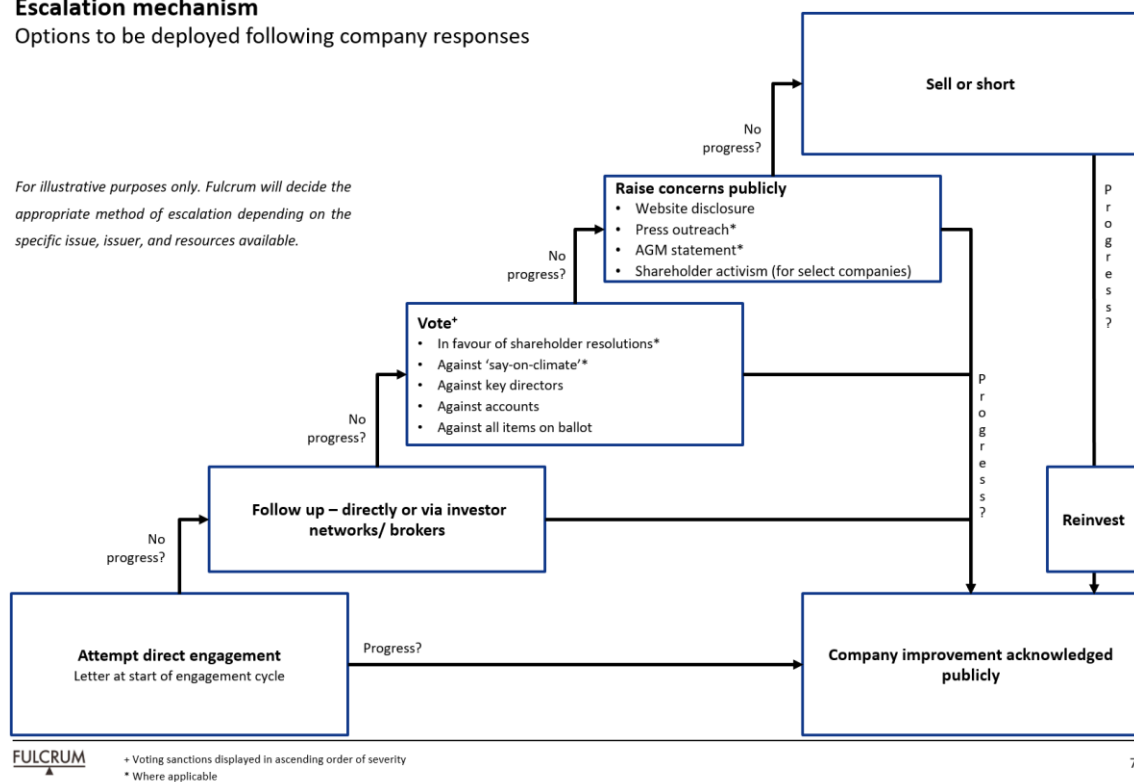 Escalation mechanism
Options to be deployed following company responses
Sell or short
No
progress?
For illustrative purposes only. Fulcrum will decide the
appropriate method of escalation depending on the
specific issue, issuer, and resources available.
Raise concerns publicly
• Website disclosure
• Press outreach*
• AGM statement*
• Shareholder activism (for select companies)
Progress?
No
progress?
Vote+
• In favour of shareholder resolutions*
• Against ‘say-on-climate’*
• Against key directors
• Against accounts
• Against all items on ballot
Progress?
No
progress?
Follow up – directly or via investor
networks/ brokers
Reinvest
No
progress?
Attempt direct engagement
Letter at start of engagement cycle
Progress?
Company improvement acknowledged
publicly
FULCRUM
+ Voting sanctions displayed in ascending order of severity
* Where applicable
7